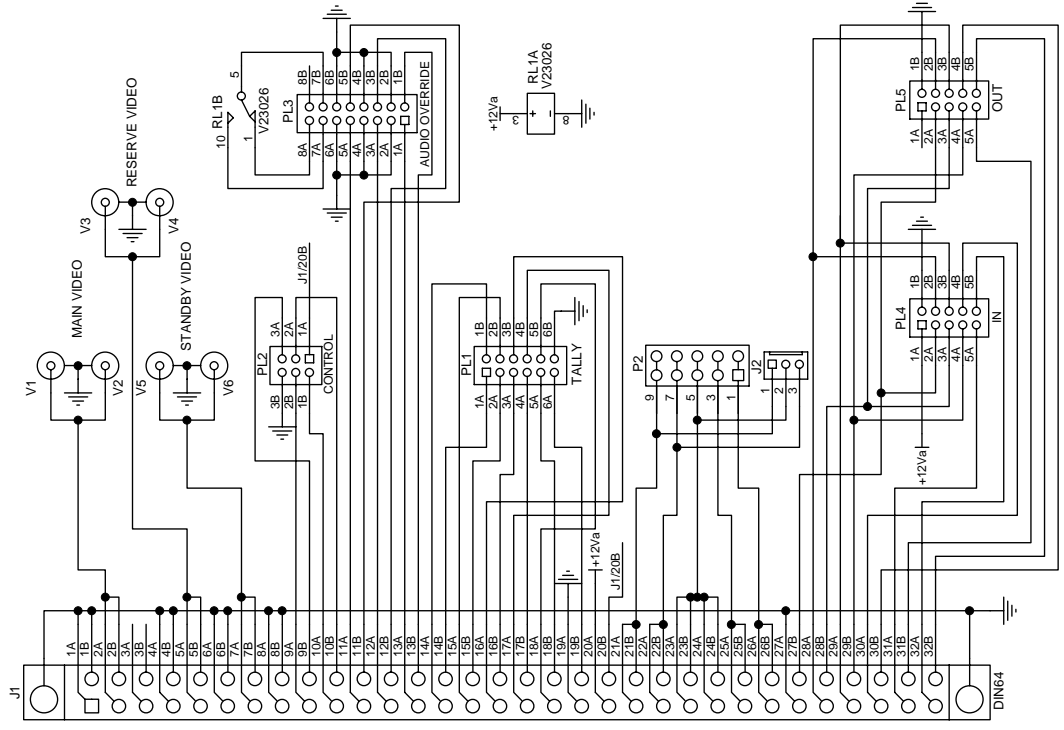 J1
DIN64
1A
1B
2A
2B
3A
3B
4A
4B
5A
5B
6A
6B
7A
7B
8A
8B
9A
9B
10A
10B
11A
11B
12A
12B
13A
13B
14A
14B
15A
15B
16A
16B
17A
17B
18A
18B
19A
19B
20A
20B
21A
21B
22A
22B
23A
23B
24A
24B
25A
25B
26A
26B
27A
27B
28A
28B
29A
29B
30A
30B
31A
31B
32A
32B
MAIN VIDEO
V1
V2
STANDBY VIDEO
V5
V6
RESERVE VIDEO
V3
V4
PL2
CONTROL
3B
2B
1B
3A
2A
1A
J1/20B
RL1B
V23026
10
1
5
PL3
AUDIO OVERRIDE
8A
7A
6A
5A
4A
3A
2A
1A
8B
7B
6B
5B
4B
3B
2B
1B
RL1A
V23026
+12Va
3
+
-
8
PL1
TALLY
1A
2A
3A
4A
5A
6A
1B
2B
3B
4B
5B
6B
+12Va
J1/20B
P2
9
7
5
3
1
J2
1
2
3
PL4
IN
1A
2A
3A
4A
5A
1B
2B
3B
4B
5B
+12Va
PL5
OUT
1A
2A
3A
4A
5A
1B
2B
3B
4B
5B